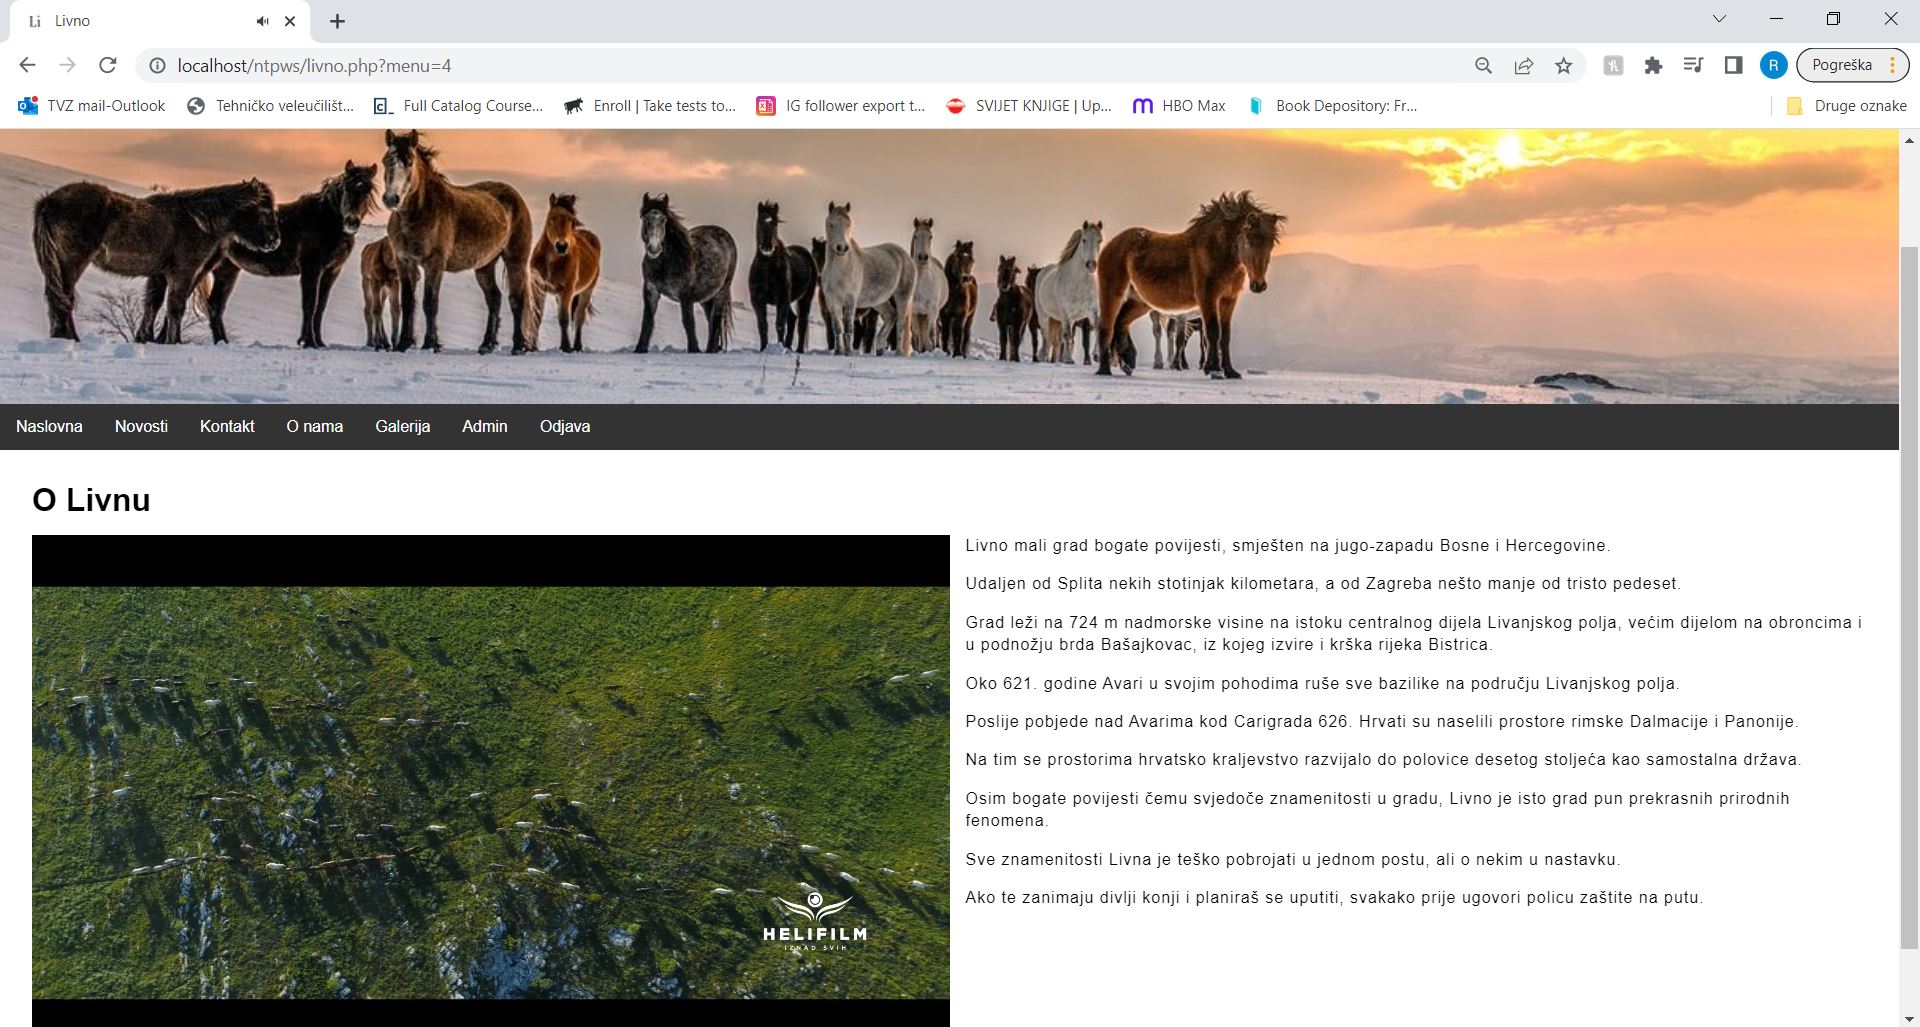 Li Livno
localhost/ntpws/livno.php?menu=4
R
Pogreška
TVZ mail-Outlook
Tehničko veleučilišt...
Full Catalog Course...
Enroll | Take tests to...
IG follower export t...
SVIJET KNJIGE | Up...
HBO Max
Book Depository: Fr...
Druge oznake
Naslovna Novosti Kontakt O nama Galerija Admin Odjava
O Livnu
Livno mali grad bogate povijesti, smješten na jugo-zapadu Bosne i Hercegovine.
Udaljen od Splita nekih stotinjak kilometara, a od Zagreba nešto manje od tristo pedeset.
Grad leži na 724 m nadmorske visine na istoku centralnog dijela Livanjskog polja, većim dijelom na obroncima i
u podnožju brda Bašajkovac, iz kojeg izvire i krška rijeka Bistrica.
Oko 621. godine Avari u svojim pohodima ruše sve bazilike na području Livanjskog polja.
Poslije pobjede nad Avarima kod Carigrada 626. Hrvati su naselili prostore rimske Dalmacije i Panonije.
Na tim se prostorima hrvatsko kraljevstvo razvijalo do polovice desetog stoljeća kao samostalna država.
Osim bogate povijesti čemu svjedoče znamenitosti u gradu, Livno je isto grad pun prekrasnih prirodnih
fenomena.
Sve znamenitosti Livna je teško pobrojati u jednom postu, ali o nekim u nastavku.
Ako te zanimaju divlji konji i planiraš se uputiti, svakako prije ugovori policu zaštite na putu.
HELIFILM
IZNAD SVIH